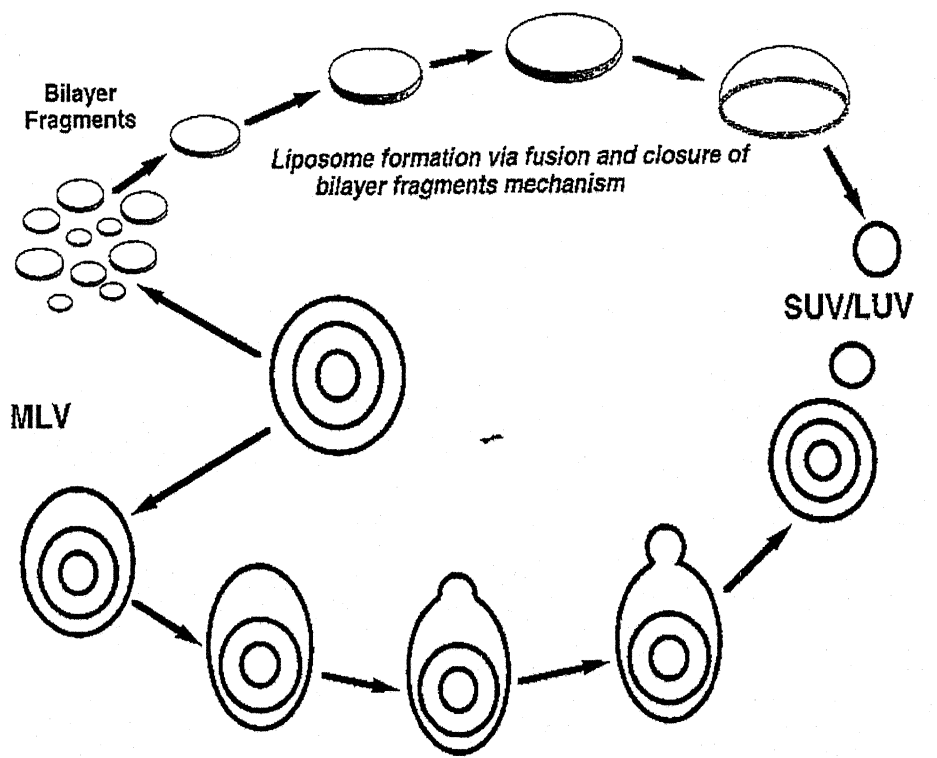 Bilayer
Fragments
Liposome formation via fusion and closure of
bilayer fragments mechanism
SUV/LUV
MLV